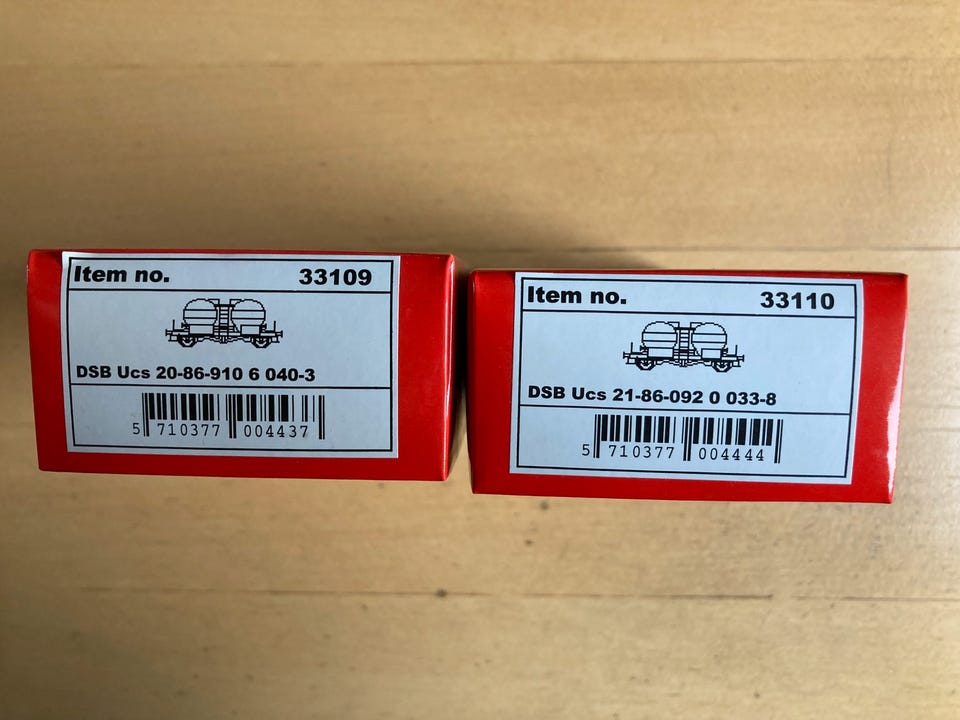 Item no. 33109
DSB Ucs 20-86-910 6 040-3
5 710377 004437
Item no. 33110
DSB Ucs 21-86-092 0 033-8
5 710377 004444